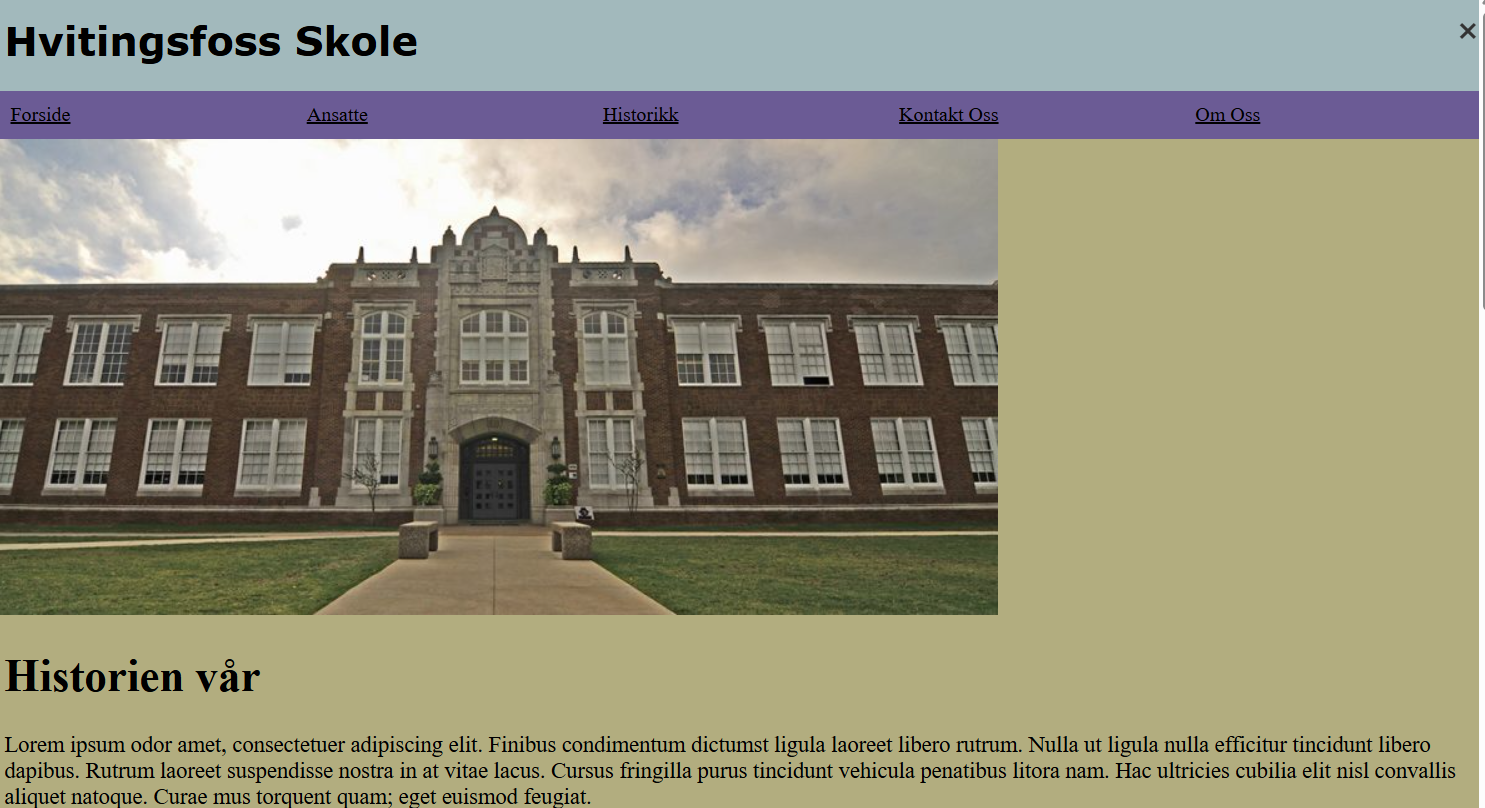 Hvitingsfoss Skole
Forside Ansatte Historikk Kontakt Oss Om Oss
Historien vår
Lorem ipsum odor amet, consectetuer adipiscing elit. Finibus condimentum dictumst ligula laoreet libero rutrum. Nulla ut ligula nulla efficitur tincidunt libero
dapibus. Rutrum laoreet suspendisse nostra in at vitae lacus. Cursus fringilla purus tincidunt vehicula penatibus litora nam. Hac ultricies cubilia elit nisl convallis
aliquet natoque. Curae mus torquent quam; eget euismod feugiat.